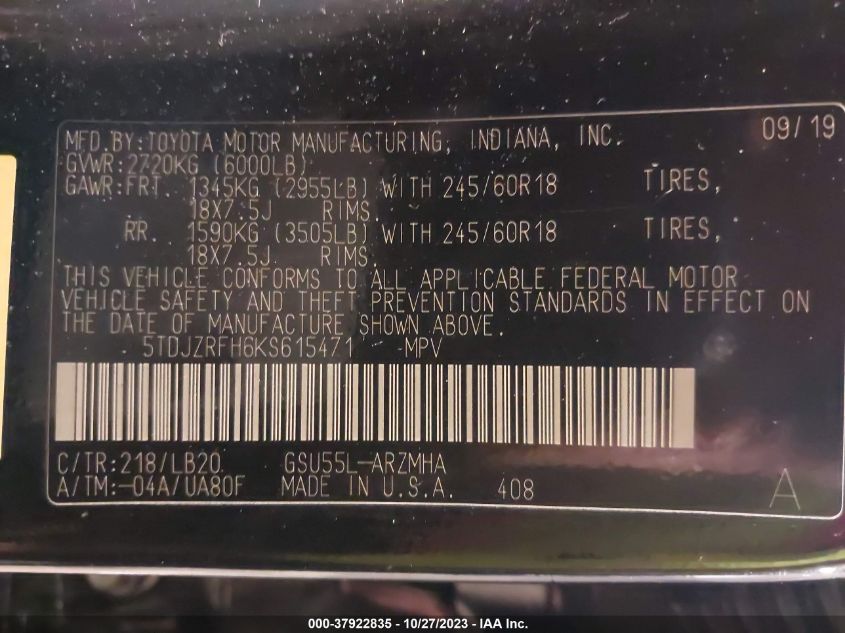 MFD.BY:TOYOTA MOTOR MANUFACTURING, INDIANA, INC. 09/19
GVWR:2720KG (6000LB)
GAWR:FRT. 1345KG (2955LB) WITH 245/60R18 TIRES,
18X7.5J RIMS.
RR. 1590KG (3505LB) WITH 245/60R18 TIRES,
18X7.5J RIMS.
THIS VEHICLE CONFORMS TO ALL APPLICABLE FEDERAL MOTOR
VEHICLE SAFETY AND THEFT PREVENTION STANDARDS IN EFFECT ON
THE DATE OF MANUFACTURE SHOWN ABOVE.
5TDJZRFH6KS615471 MPV
C/TR:218/LB20 GSU55L-ARZMHA
A/TM:-04A/UA80F MADE IN U.S.A. 408 A
000-37922835 - 10/27/2023 - IAA Inc.